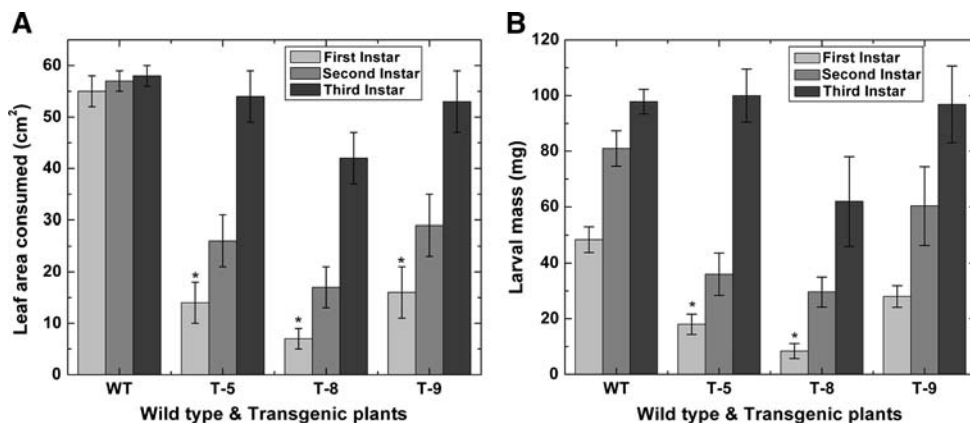 A
Leaf area consumed (cm²)
60
50
40
30
20
10
0
First Instar
Second Instar
Third Instar
*
*
*
WT T-5 T-8 T-9
Wild type & Transgenic plants
B
Larval mass (mg)
120
100
80
60
40
20
0
First Instar
Second Instar
Third Instar
*
*
WT T-5 T-8 T-9
Wild type & Transgenic plants